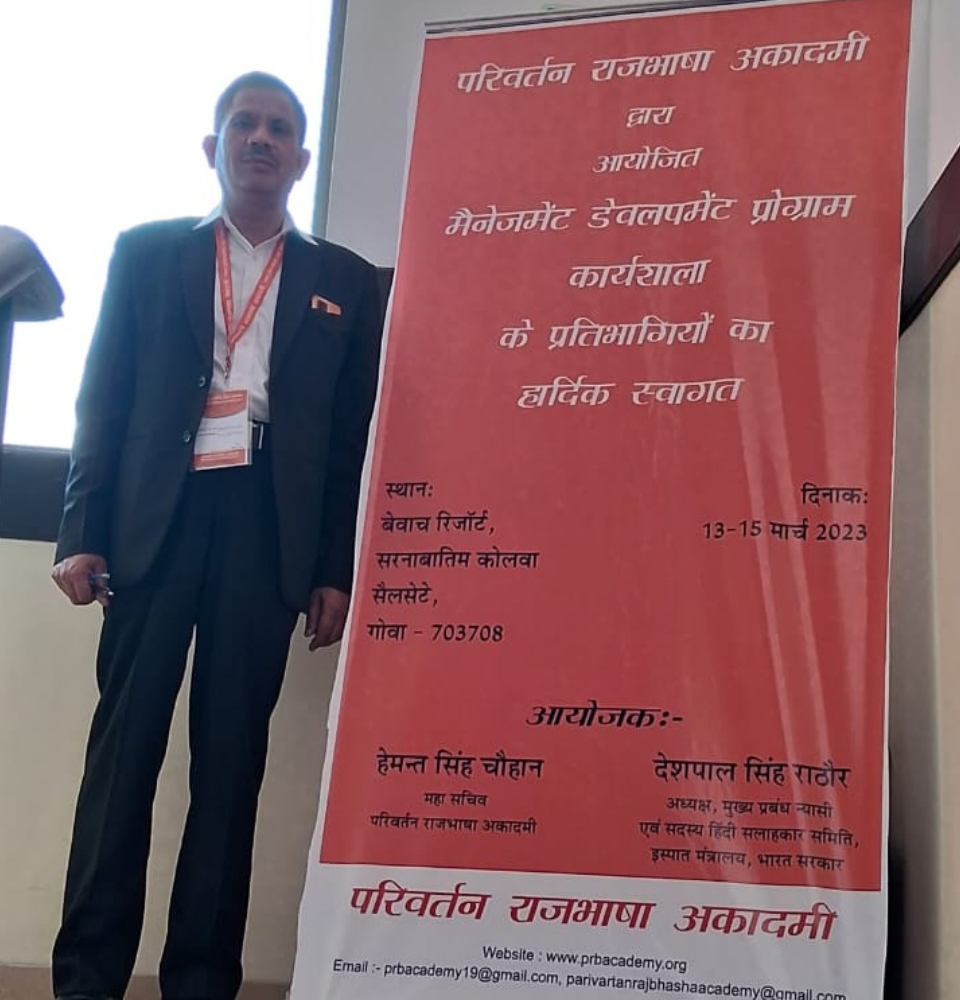 परिवर्तन राजभाषा अकादमी
द्वारा
आयोजित
मैनेजमेंट डेवलपमेंट प्रोग्राम
कार्यशाला
के प्रतिभागियों का
हार्दिक स्वागत
स्थान:
बेवाच रिजॉर्ट,
सरनाबातिम कोलवा
सैलसेटे,
गोवा - 703708
दिनाक:
13-15 मार्च 2023
आयोजक:-
हेमन्त सिंह चौहान
महा सचिव
परिवर्तन राजभाषा अकादमी
देशपाल सिंह राठौर
अध्यक्ष, मुख्य प्रबंध न्यासी
एवं सदस्य हिंदी सलाहकार समिति,
इस्पात मंत्रालय, भारत सरकार
परिवर्तन राजभाषा अकादमी
Website : www.prbacademy.org
Email :- prbacademy19@gmail.com, parivartanrajbhashaacademy@gmail.com